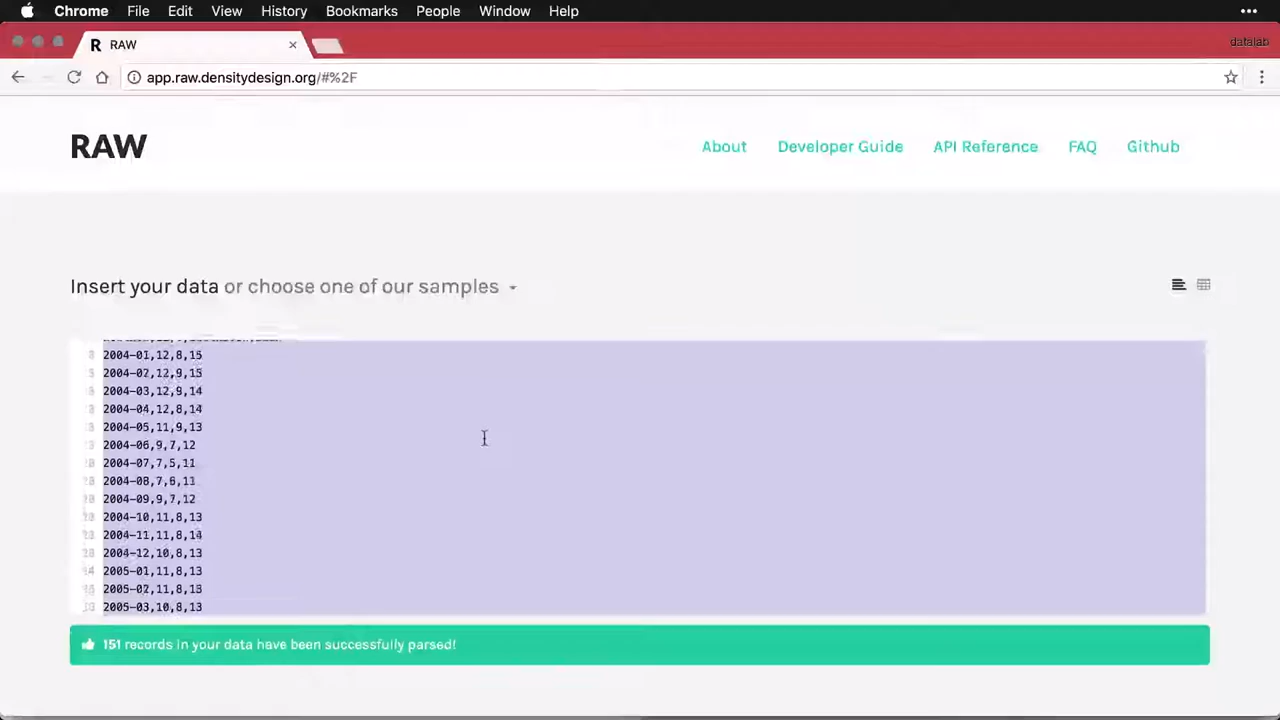 Chrome File Edit View History Bookmarks People Window Help
R RAW
datalab
app.raw.densitydesign.org/#%2F
RAW
About Developer Guide API Reference FAQ Github
Insert your data or choose one of our samples
2004-01,12,8,15
2004-02,12,9,15
2004-03,12,9,14
2004-04,12,8,14
2004-05,11,9,13
2004-06,9,7,12
2004-07,7,5,11
2004-08,7,6,11
2004-09,9,7,12
2004-10,11,8,13
2004-11,11,8,14
2004-12,10,8,13
2005-01,11,8,13
2005-02,11,8,13
2005-03,10,8,13
151 records in your data have been successfully parsed!